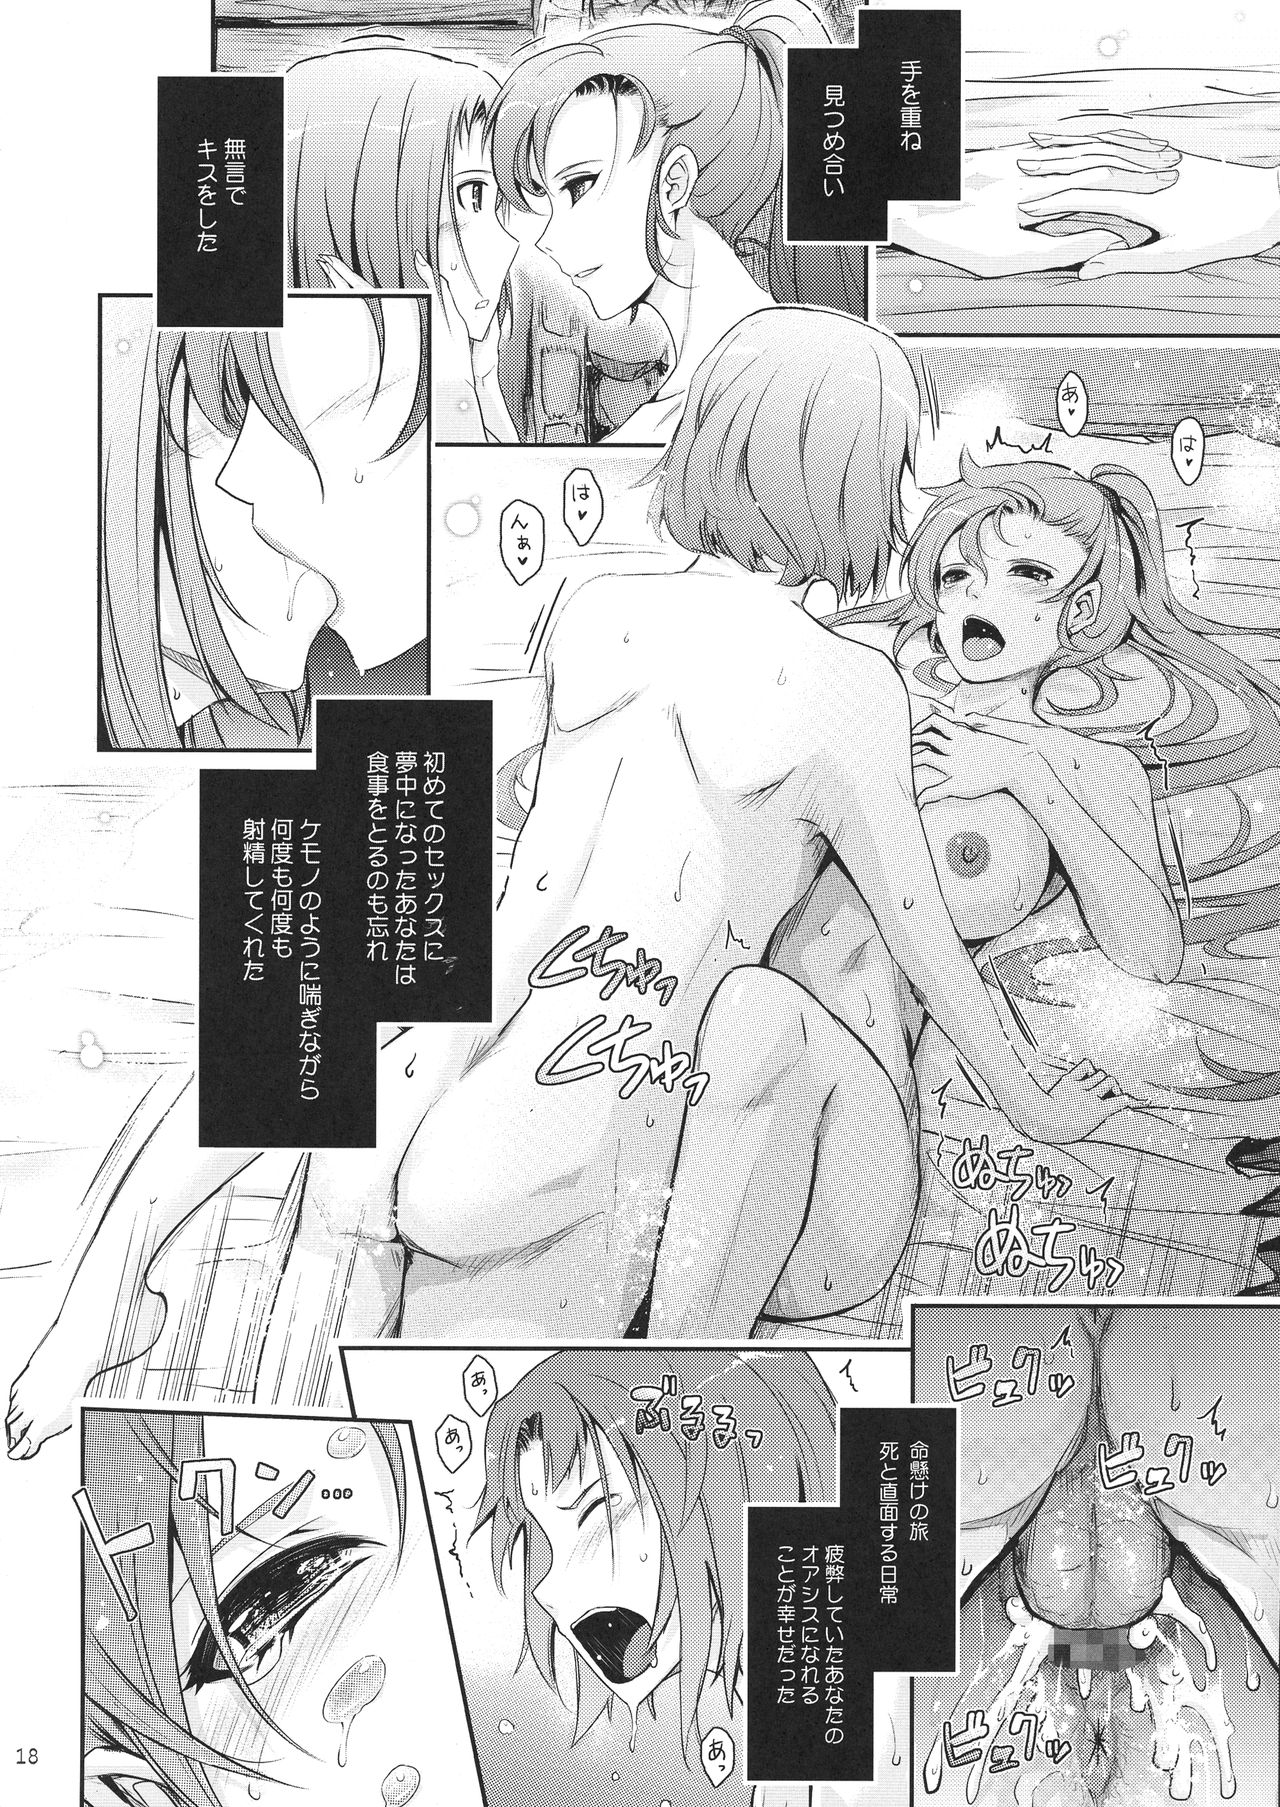 手を重ね
見つめ合い
無言で
キスをした
あ♥
は♥
は♥
んぁ♥
初めてのセックスに
夢中になったあなたは
食事をとるのも忘れ
ケモノのように喘ぎながら
何度も何度も
射精してくれた
くちゅっ
くちゅっ
ぬちゅっ
ぬちゅっ
ビュクッ
ビュクッ
ビュクッ
命懸けの旅
死と直面する日常
疲弊していたあなたの
オアシスになれる
ことが幸せだった
ぶるるっ
あっ
あっ
あっ
トクン…
18